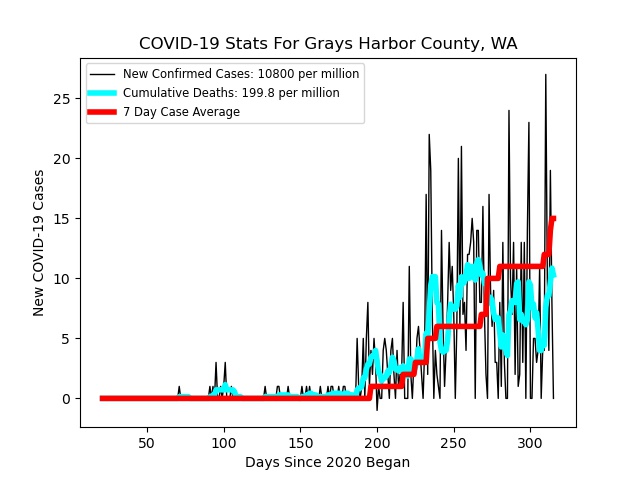 COVID-19 Stats For Grays Harbor County, WA
New Confirmed Cases: 10800 per million
Cumulative Deaths: 199.8 per million
7 Day Case Average
New COVID-19 Cases
25
20
15
10
5
0
50 100 150 200 250 300
Days Since 2020 Began